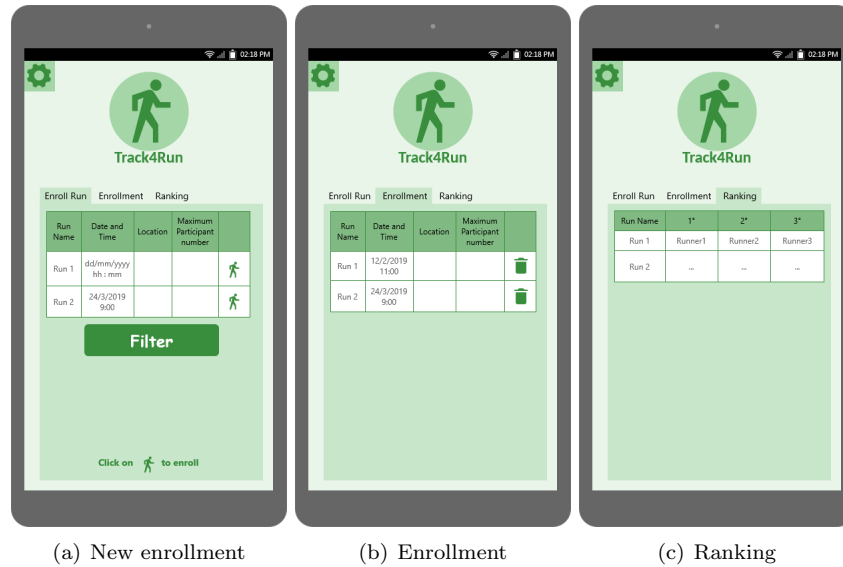 02:18 PM
Track4Run
Enroll Run Enrollment Ranking
Run Name Date and Time Location Maximum Participant number
Run 1 dd/mm/yyyy hh : mm
Run 2 24/3/2019 9:00
Filter
Click on to enroll
(a) New enrollment
02:18 PM
Track4Run
Enroll Run Enrollment Ranking
Run Name Date and Time Location Maximum Participant number
Run 1 12/2/2019 11:00
Run 2 24/3/2019 9:00
(b) Enrollment
02:18 PM
Track4Run
Enroll Run Enrollment Ranking
Run Name 1° 2° 3°
Run 1 Runner1 Runner2 Runner3
Run 2 ... ... ...
(c) Ranking